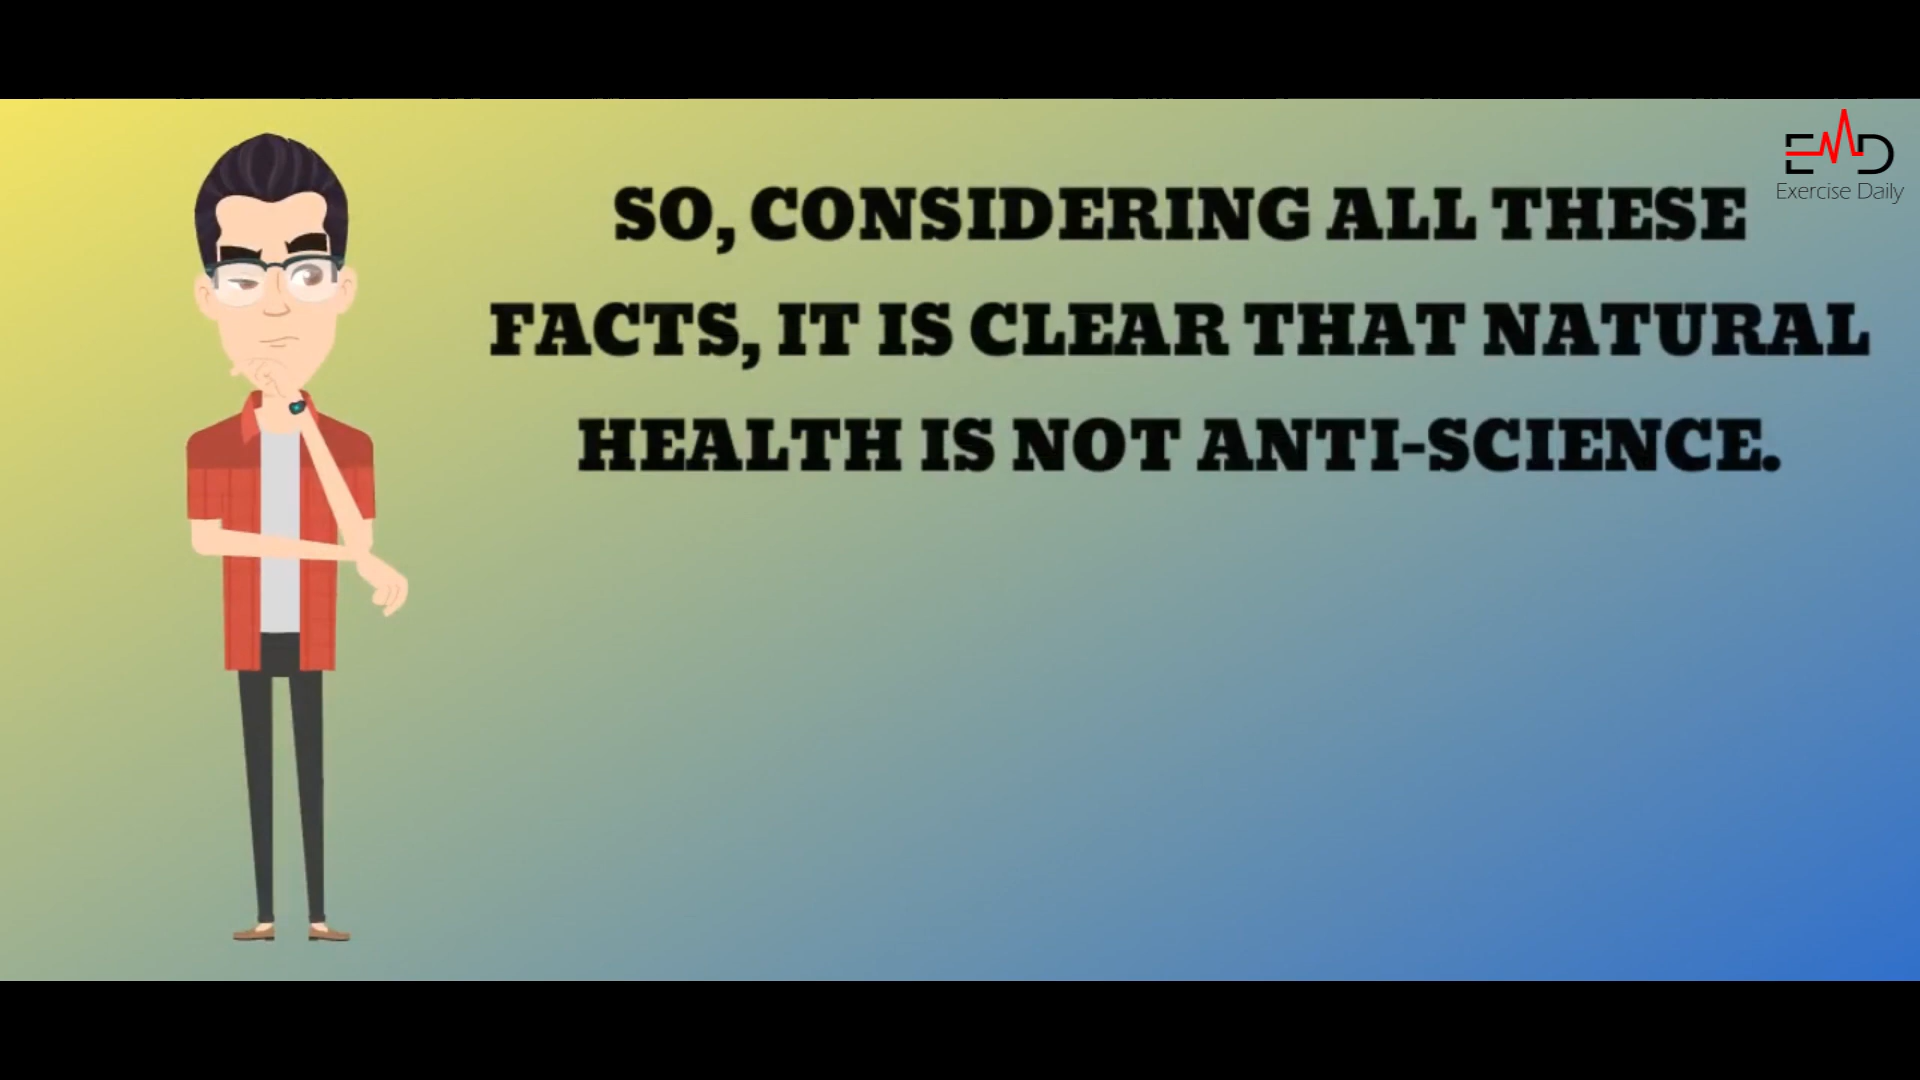 SO, CONSIDERING ALL THESE
FACTS, IT IS CLEAR THAT NATURAL
HEALTH IS NOT ANTI-SCIENCE.
EMD
Exercise Daily